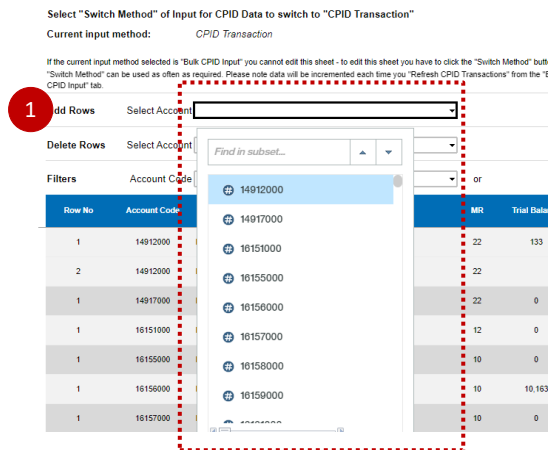 Select "Switch Method" of Input for CPID Data to switch to "CPID Transaction"
Current input method: CPID Transaction
If the current input method selected is "Bulk CPID Input" you cannot edit this sheet - to edit this sheet you have to click the "Switch Method"
"Switch Method" can be used as often as required. Please note data will be incremented each time you "Refresh CPID Transactions" from the
CPID Input" tab.
1
Rows Select Account
Delete Rows Select Account
Find in subset...
Filters Account Code or
Row No Account Code MR Trial
1 14912000 22 133
2 14912000 22
1 14917000 22 0
1 16151000 12 0
1 16155000 10 0
1 16156000 10 10,163
1 16157000 10 0
14912000
14917000
16151000
16155000
16156000
16157000
16158000
16159000